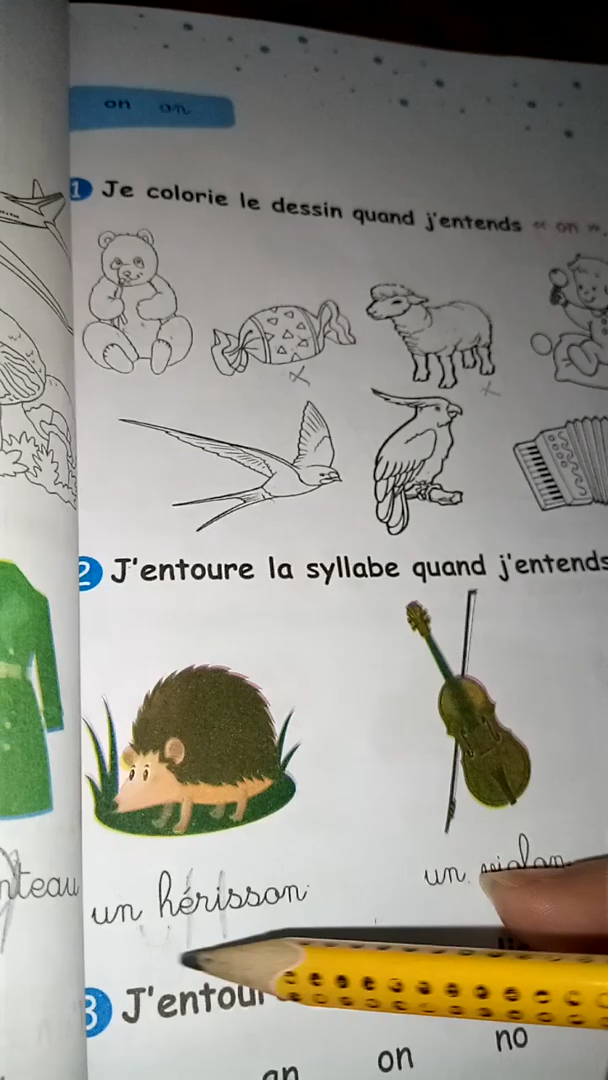 on on
1 Je colorie le dessin quand j'entends « on ».
2 J'entoure la syllabe quand j'entends
un hérisson
un violon
3 J'entour
on no